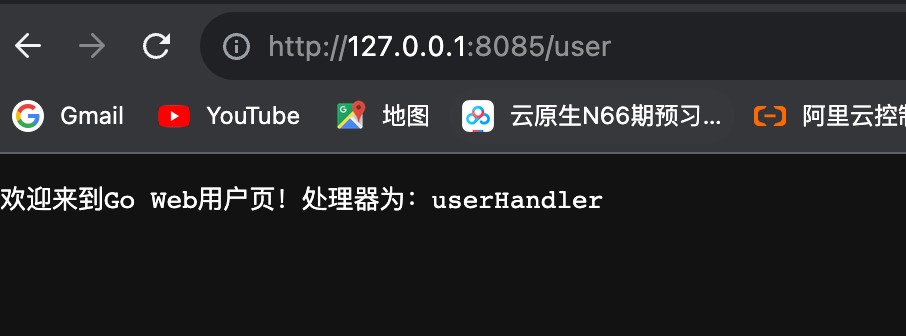 http://127.0.0.1:8085/user
Gmail YouTube 地图 云原生N66期预习... 阿里云控制
欢迎来到Go Web用户页！处理器为：userHandler